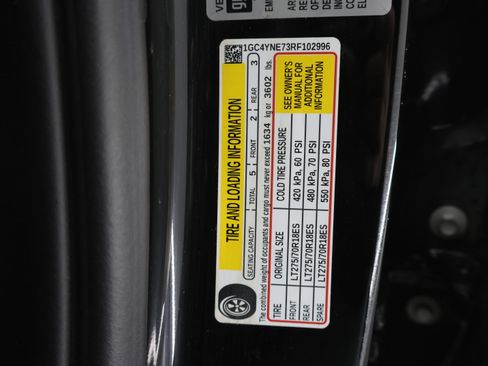 1GC4YNE73RF102996
TIRE AND LOADING INFORMATION
SEATING CAPACITY TOTAL 5 FRONT 2 REAR 3
The combined weight of occupants and cargo must never exceed 1634 kg or 3602 lbs.
TIRE ORIGINAL SIZE COLD TIRE PRESSURE
FRONT LT275/70R18ES 420 kPa, 60 PSI
REAR LT275/70R18ES 480 kPa, 70 PSI
SPARE LT275/70R18ES 550 kPa, 80 PSI
SEE OWNER'S
MANUAL FOR
ADDITIONAL
INFORMATION